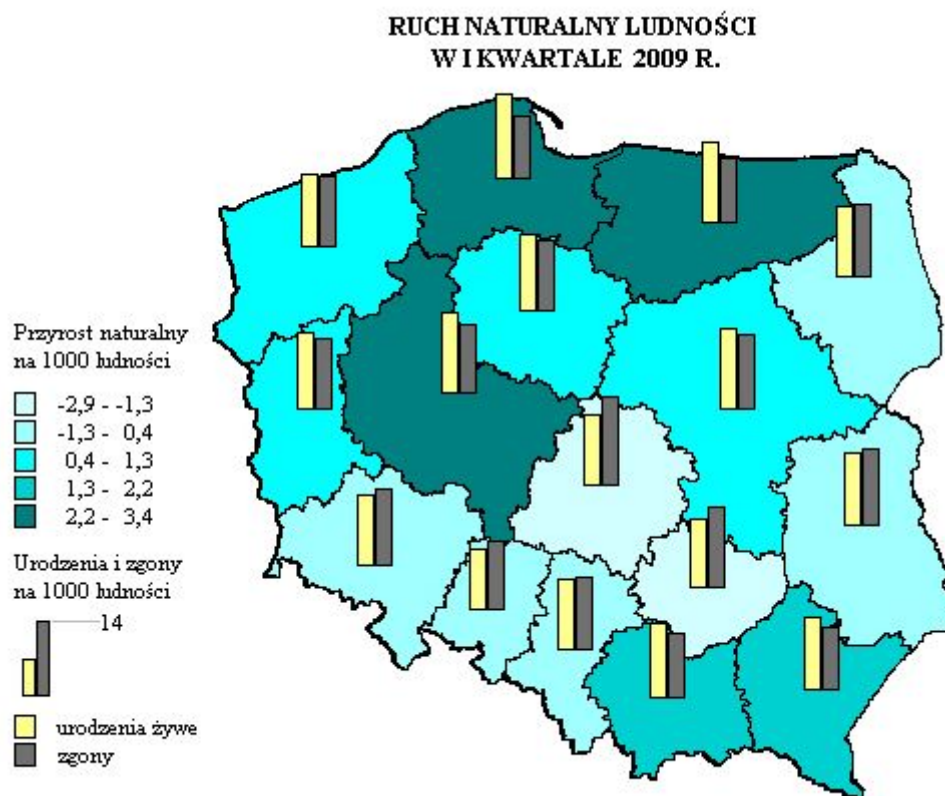 RUCH NATURALNY LUDNOŚCI
W I KWARTALE 2009 R.
Przyrost naturalny
na 1000 ludności
-2,9 - -1,3
-1,3 - 0,4
0,4 - 1,3
1,3 - 2,2
2,2 - 3,4
Urodzenia i zgony
na 1000 ludności
14
urodzenia żywe
zgony